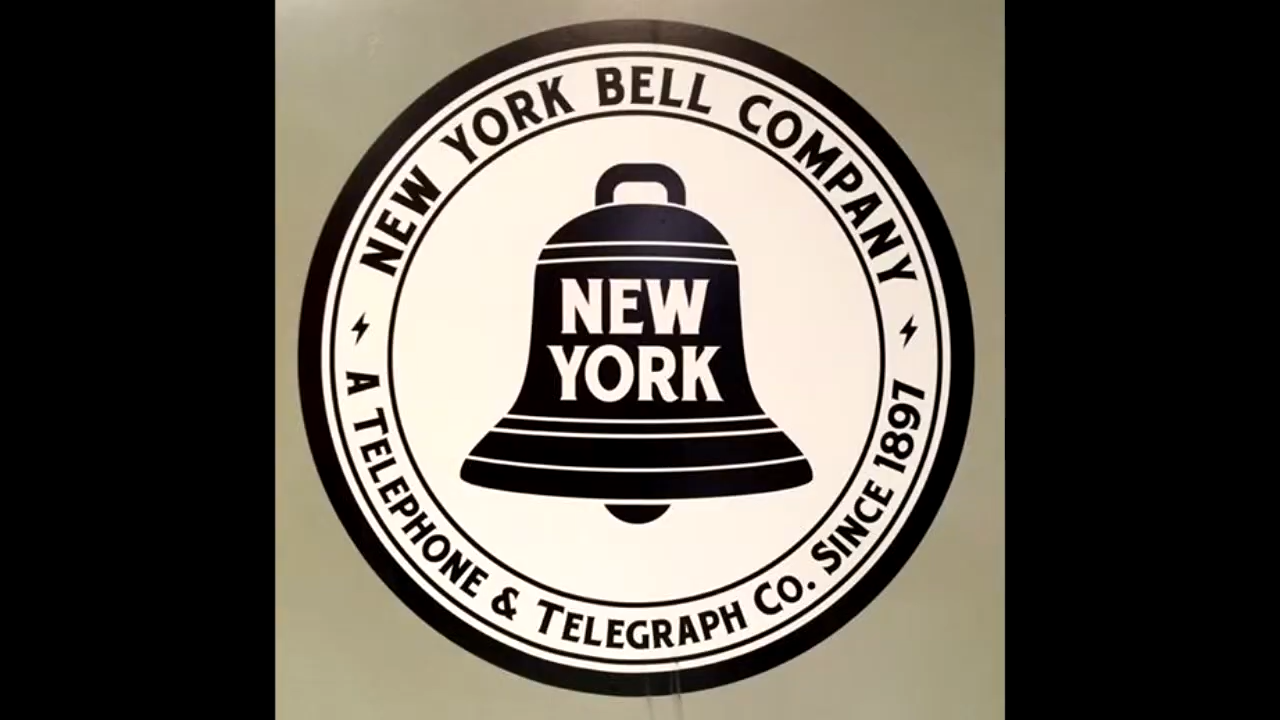 NEW YORK BELL COMPANY
NEW
YORK
A TELEPHONE & TELEGRAPH CO. SINCE 1897